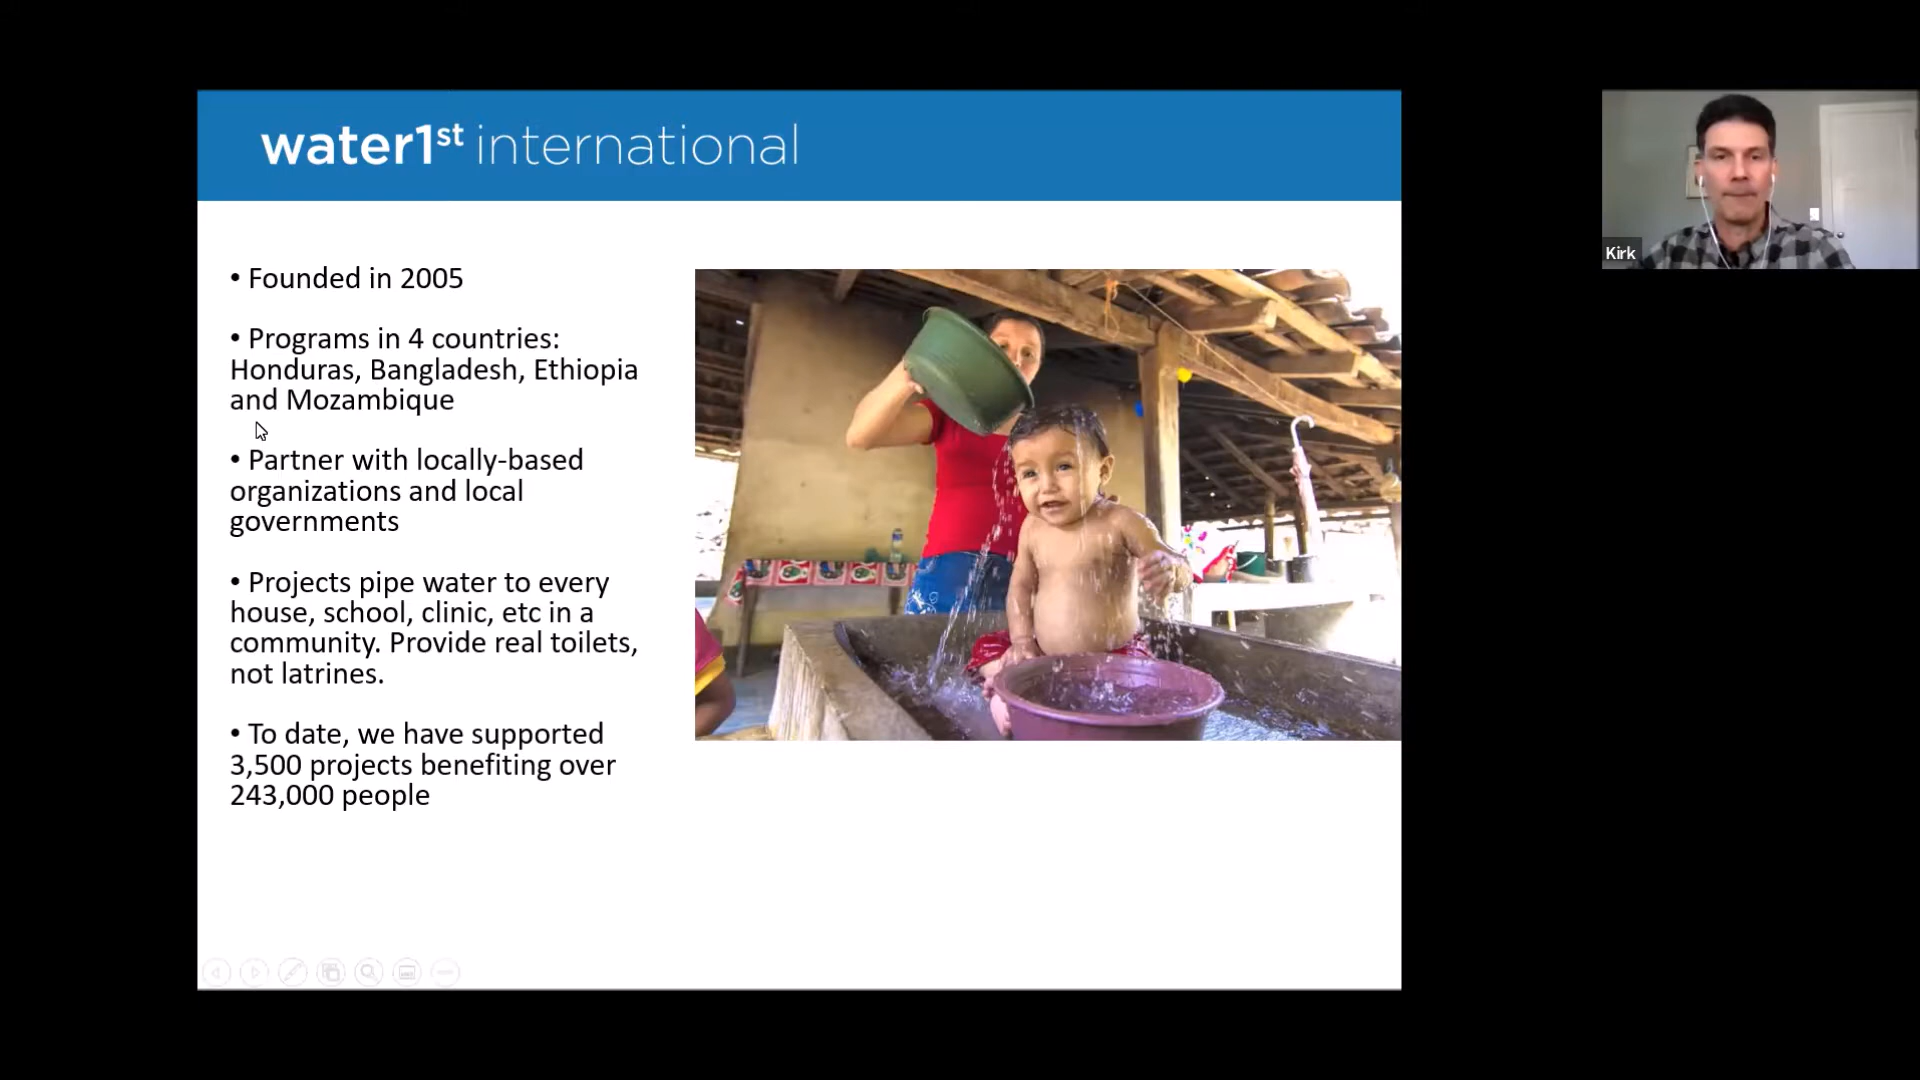 water1st international
• Founded in 2005
• Programs in 4 countries:
Honduras, Bangladesh, Ethiopia
and Mozambique
• Partner with locally-based
organizations and local
governments
• Projects pipe water to every
house, school, clinic, etc in a
community. Provide real toilets,
not latrines.
• To date, we have supported
3,500 projects benefiting over
243,000 people
Kirk